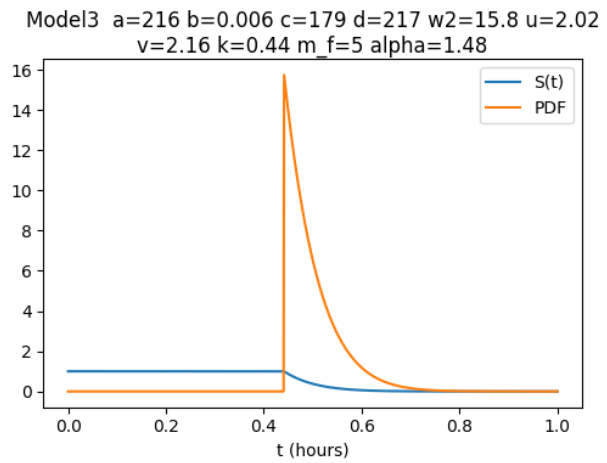 Model3 a=216 b=0.006 c=179 d=217 w2=15.8 u=2.02
v=2.16 k=0.44 m_f=5 alpha=1.48
16
14
12
10
8
6
4
2
0
S(t)
PDF
0.0 0.2 0.4 0.6 0.8 1.0
t (hours)